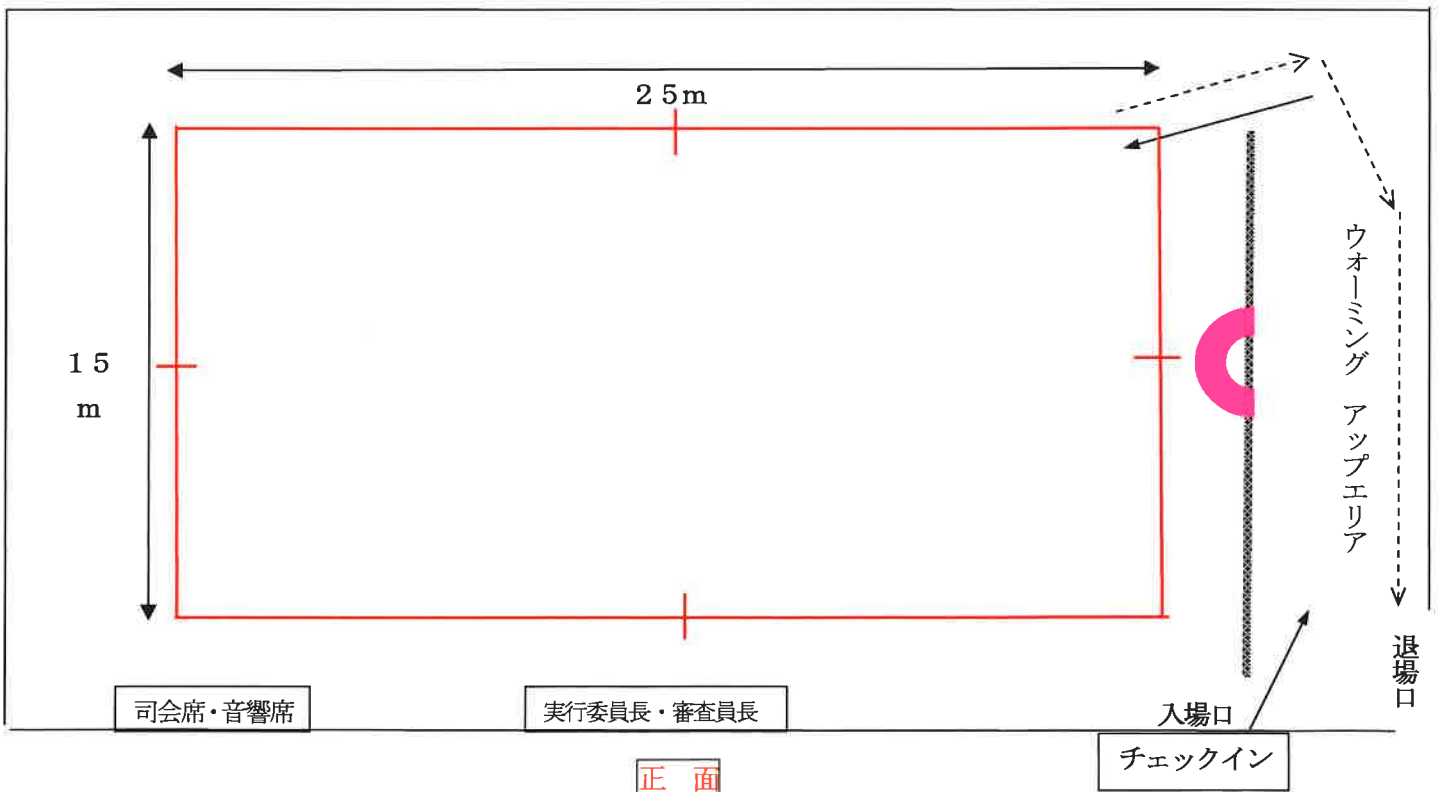 ２５m
１５
m
ウオーミング　アップエリア
退場口
司会席・音響席
実行委員長・審査員長
入場口
チェックイン
正　面